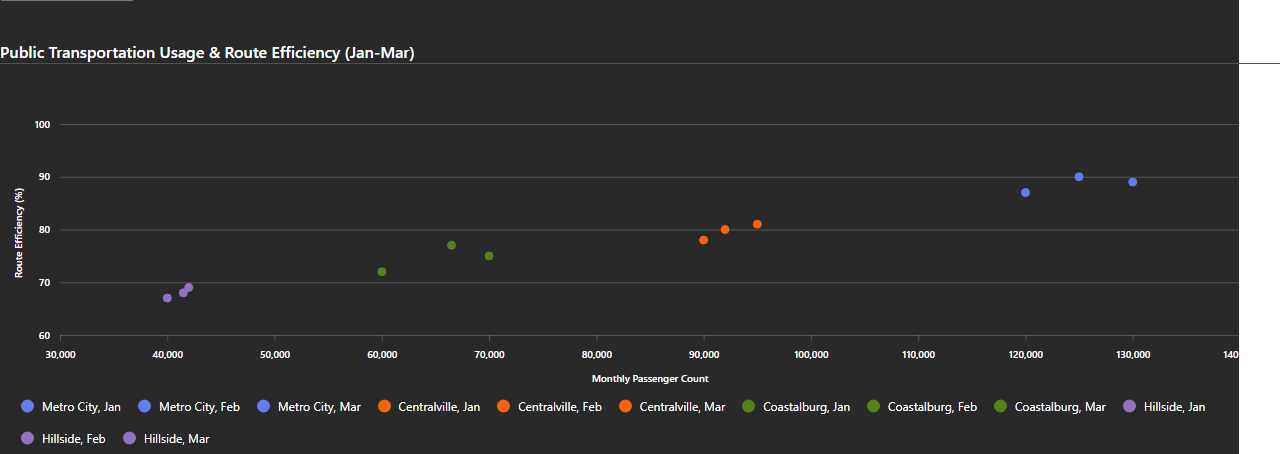 Public Transportation Usage & Route Efficiency (Jan-Mar)
100
90
80
70
60
Route Efficiency (%)
30,000 40,000 50,000 60,000 70,000 80,000 90,000 100,000 110,000 120,000 130,000 140
Monthly Passenger Count
Metro City, Jan Metro City, Feb Metro City, Mar Centralville, Jan Centralville, Feb Centralville, Mar Coastalburg, Jan Coastalburg, Feb Coastalburg, Mar Hillside, Jan
Hillside, Feb Hillside, Mar